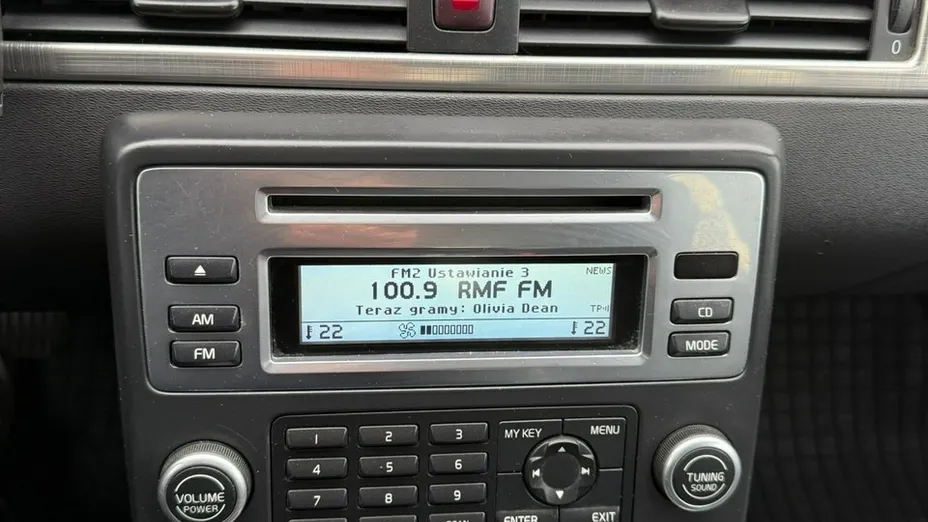 0
FM2 Ustawianie 3
NEWS
100.9 RMF FM
Teraz gramy: Olivia Dean
TP
22
22
AM
FM
CD
MODE
1
2
3
MY KEY
MENU
4
5
6
7
8
9
ENTER
EXIT
VOLUME
POWER
TUNING
SOUND